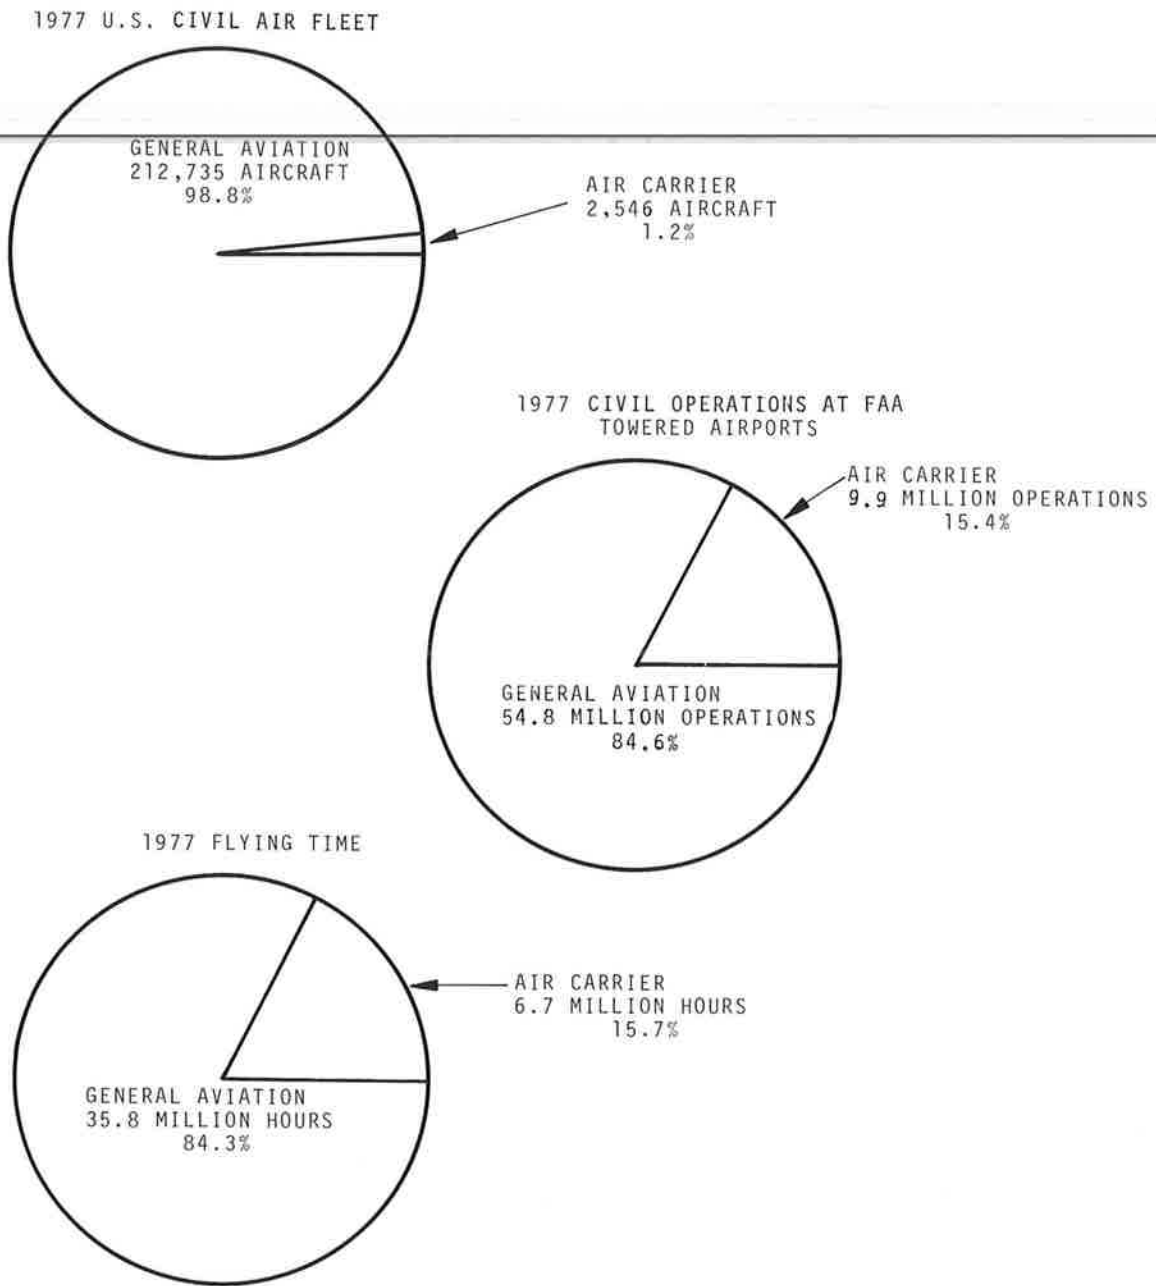 1977 U.S. CIVIL AIR FLEET
GENERAL AVIATION
212,735 AIRCRAFT
98.8%
AIR CARRIER
2,546 AIRCRAFT
1.2%
1977 CIVIL OPERATIONS AT FAA
TOWERED AIRPORTS
AIR CARRIER
9.9 MILLION OPERATIONS
15.4%
GENERAL AVIATION
54.8 MILLION OPERATIONS
84.6%
1977 FLYING TIME
AIR CARRIER
6.7 MILLION HOURS
15.7%
GENERAL AVIATION
35.8 MILLION HOURS
84.3%